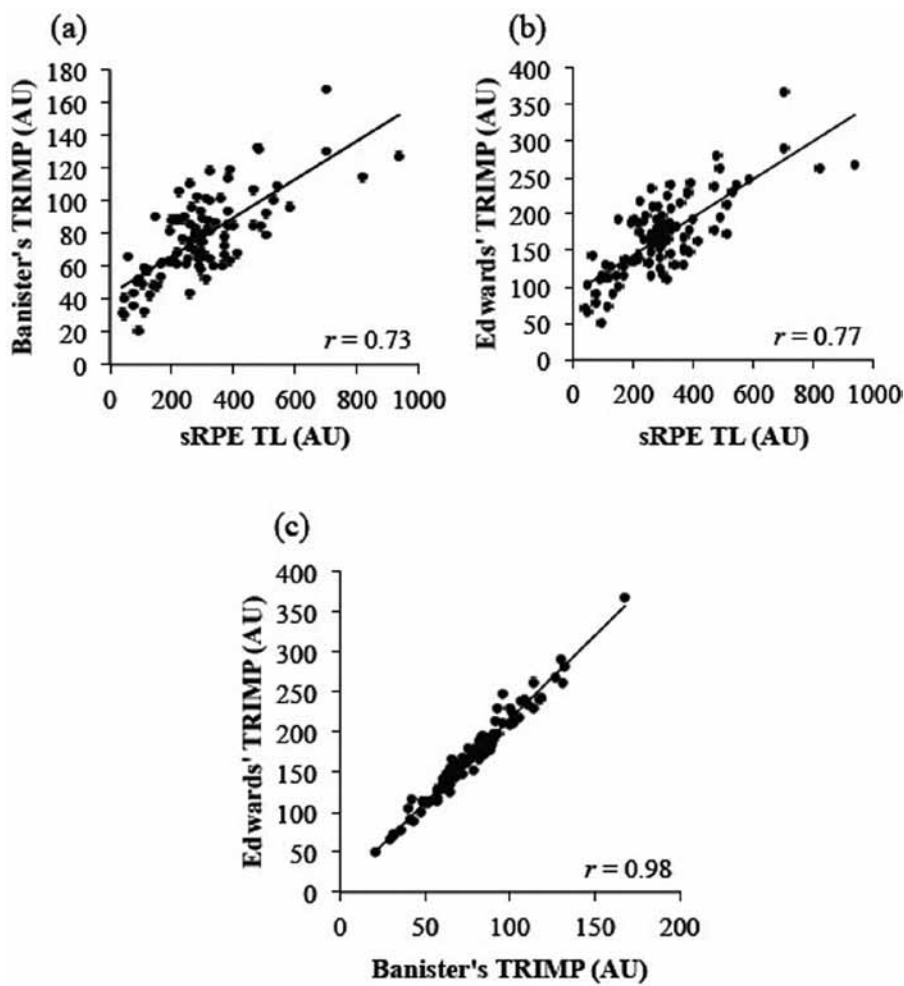 (a)
Banister's TRIMP (AU)
180
160
140
120
100
80
60
40
20
0
r = 0.73
0 200 400 600 800 1000
sRPE TL (AU)
(b)
Edwards' TRIMP (AU)
400
350
300
250
200
150
100
50
0
r = 0.77
0 200 400 600 800 1000
sRPE TL (AU)
(c)
Edwards' TRIMP (AU)
400
350
300
250
200
150
100
50
0
r = 0.98
0 50 100 150 200
Banister's TRIMP (AU)